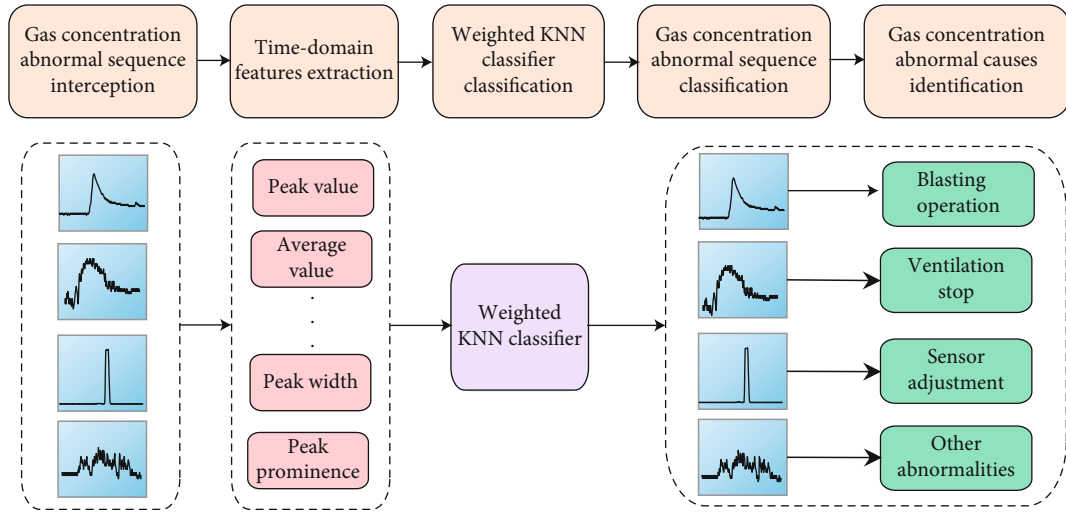 Gas concentration
abnormal sequence
interception
Time-domain
features extraction
Weighted KNN
classifier
classification
Gas concentration
abnormal sequence
classification
Gas concentration
abnormal causes
identification
Peak value
Average
value
.
.
.
Peak width
Peak
prominence
Weighted
KNN classifier
Blasting
operation
Ventilation
stop
Sensor
adjustment
Other
abnormalities